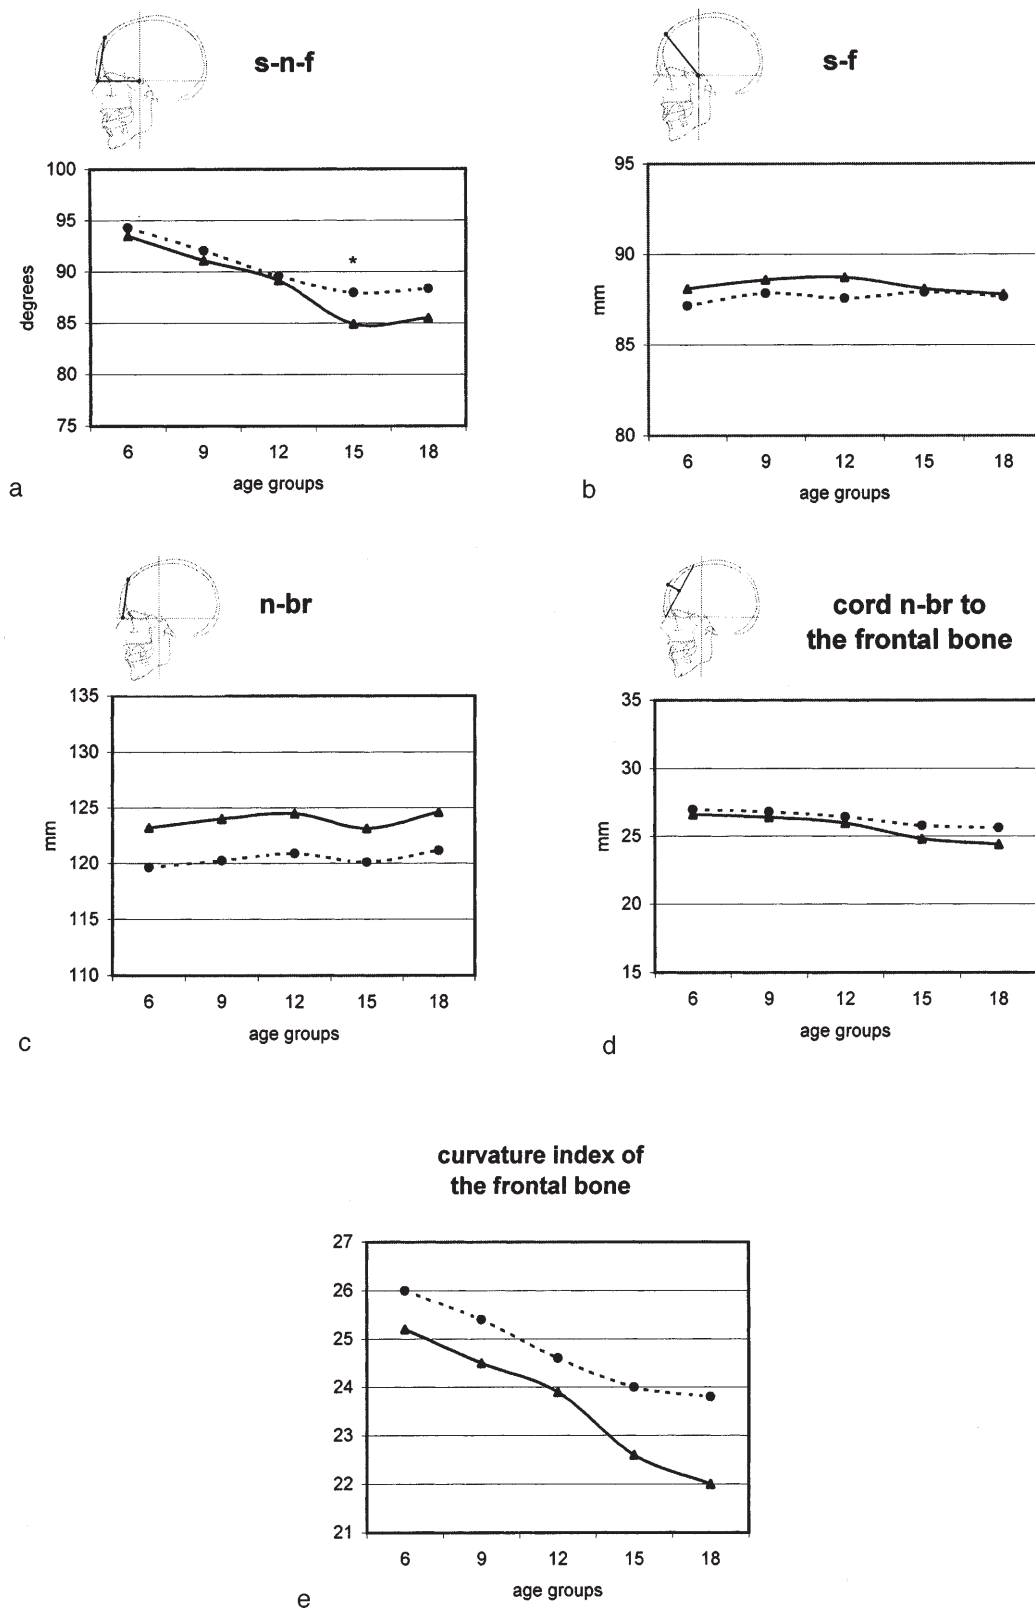 s-n-f
100
95
90
85
80
75
degrees
*
6 9 12 15 18
age groups
a
s-f
95
90
85
80
mm
6 9 12 15 18
age groups
b
n-br
135
130
125
120
115
110
mm
6 9 12 15 18
age groups
c
cord n-br to
the frontal bone
35
30
25
20
15
mm
6 9 12 15 18
age groups
d
curvature index of
the frontal bone
27
26
25
24
23
22
21
6 9 12 15 18
age groups
e